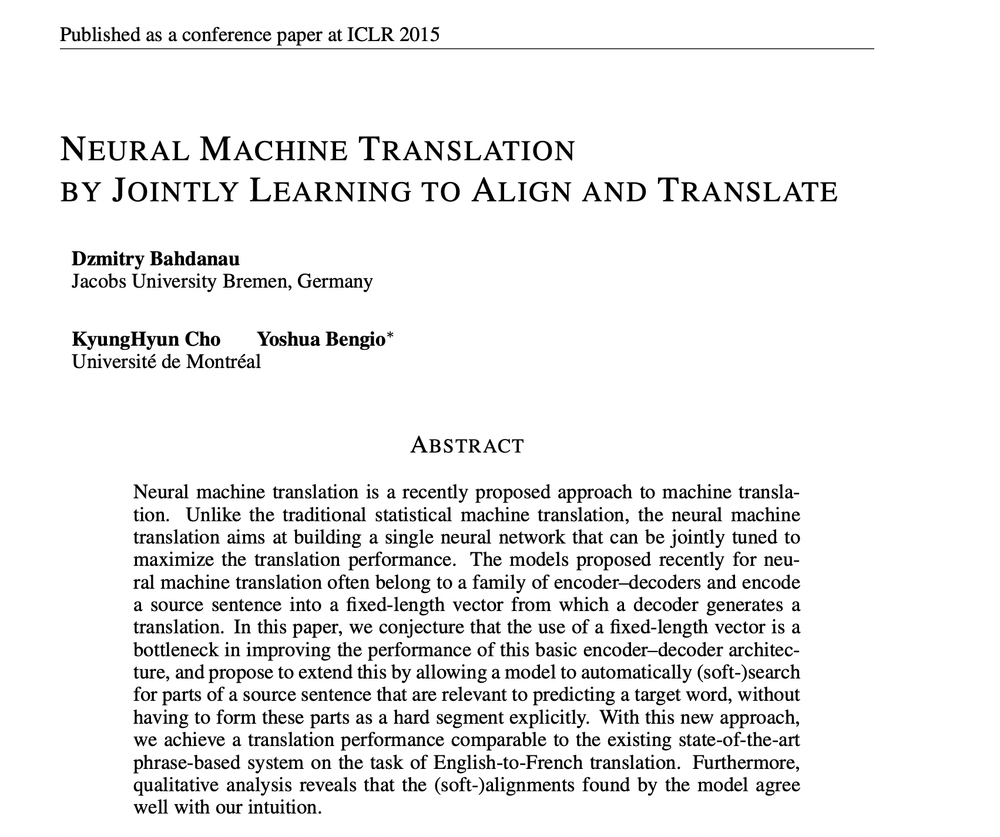 Published as a conference paper at ICLR 2015
NEURAL MACHINE TRANSLATION
BY JOINTLY LEARNING TO ALIGN AND TRANSLATE
Dzmitry Bahdanau
Jacobs University Bremen, Germany
KyungHyun Cho Yoshua Bengio*
Université de Montréal
ABSTRACT
Neural machine translation is a recently proposed approach to machine transla-
tion. Unlike the traditional statistical machine translation, the neural machine
translation aims at building a single neural network that can be jointly tuned to
maximize the translation performance. The models proposed recently for neu-
ral machine translation often belong to a family of encoder–decoders and encode
a source sentence into a fixed-length vector from which a decoder generates a
translation. In this paper, we conjecture that the use of a fixed-length vector is a
bottleneck in improving the performance of this basic encoder–decoder architec-
ture, and propose to extend this by allowing a model to automatically (soft-)search
for parts of a source sentence that are relevant to predicting a target word, without
having to form these parts as a hard segment explicitly. With this new approach,
we achieve a translation performance comparable to the existing state-of-the-art
phrase-based system on the task of English-to-French translation. Furthermore,
qualitative analysis reveals that the (soft-)alignments found by the model agree
well with our intuition.